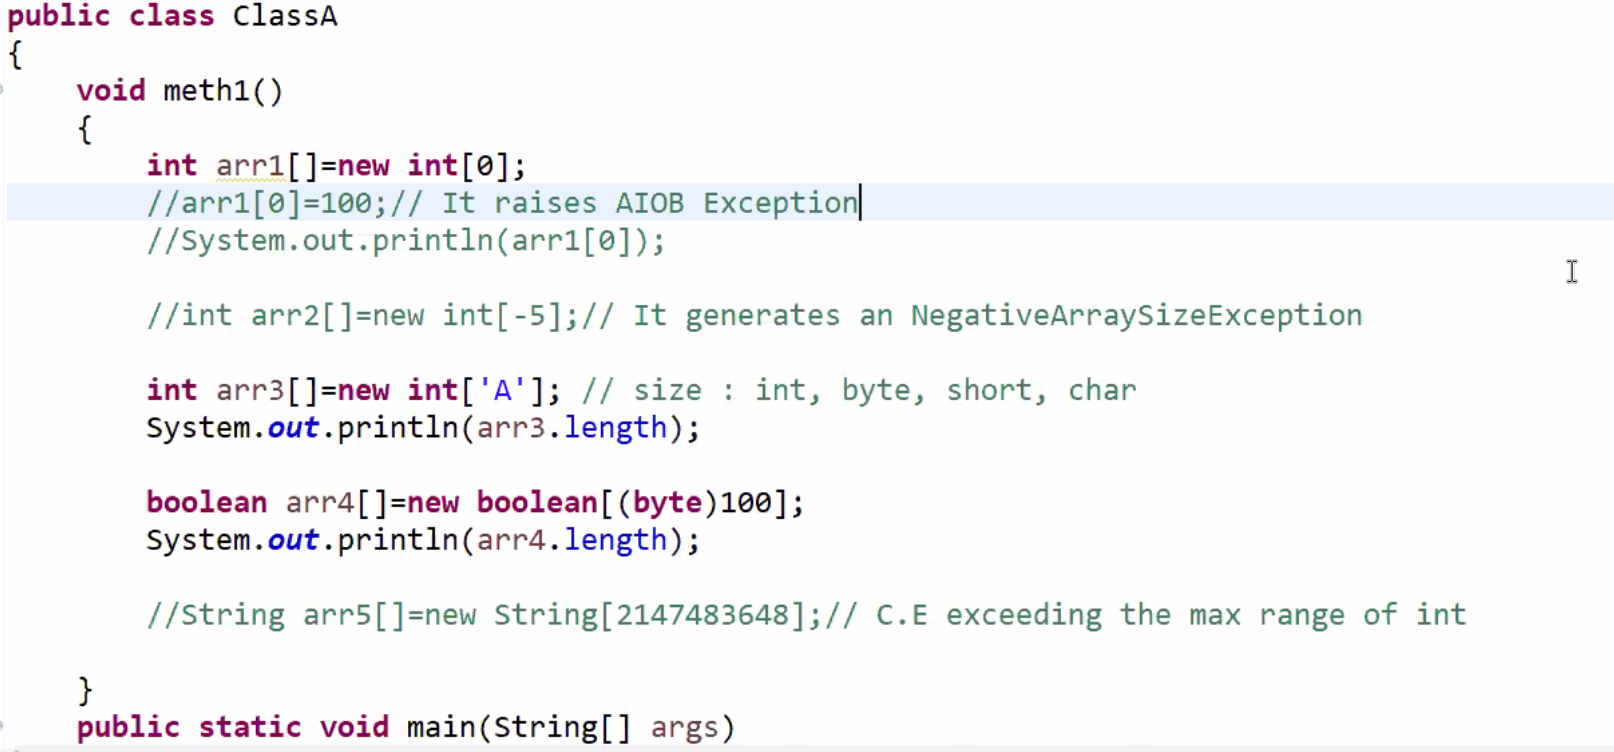 public class ClassA
{
void meth1()
{
int arr1[]=new int[0];
//arr1[0]=100;// It raises AIOB Exception
//System.out.println(arr1[0]);
//int arr2[]=new int[-5];// It generates an NegativeArraySizeException
int arr3[]=new int['A']; // size : int, byte, short, char
System.out.println(arr3.length);
boolean arr4[]=new boolean[(byte)100];
System.out.println(arr4.length);
//String arr5[]=new String[2147483648];// C.E exceeding the max range of int
}
public static void main(String[] args)